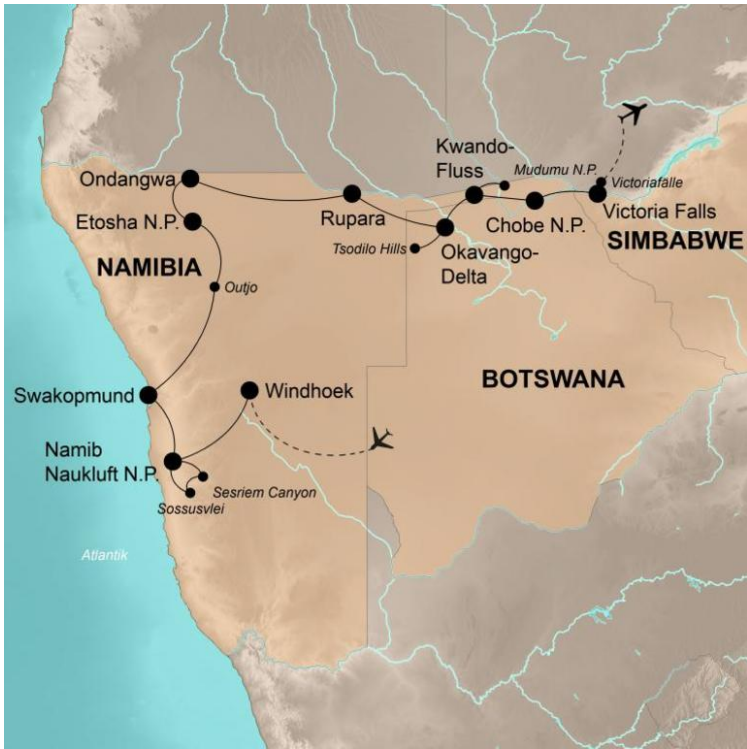 Kwando-
Fluss
Mudumu N.P.
Ondangwa
Victoriafälle
Etosha N.P.
Rupara
Chobe N.P.
Victoria Falls
Tsodilo Hills
Okavango-
Delta
SIMBABWE
NAMIBIA
Outjo
BOTSWANA
Swakopmund
Windhoek
Namib
Naukluft N.P.
Sesriem Canyon
Sossusvlei
Atlantik